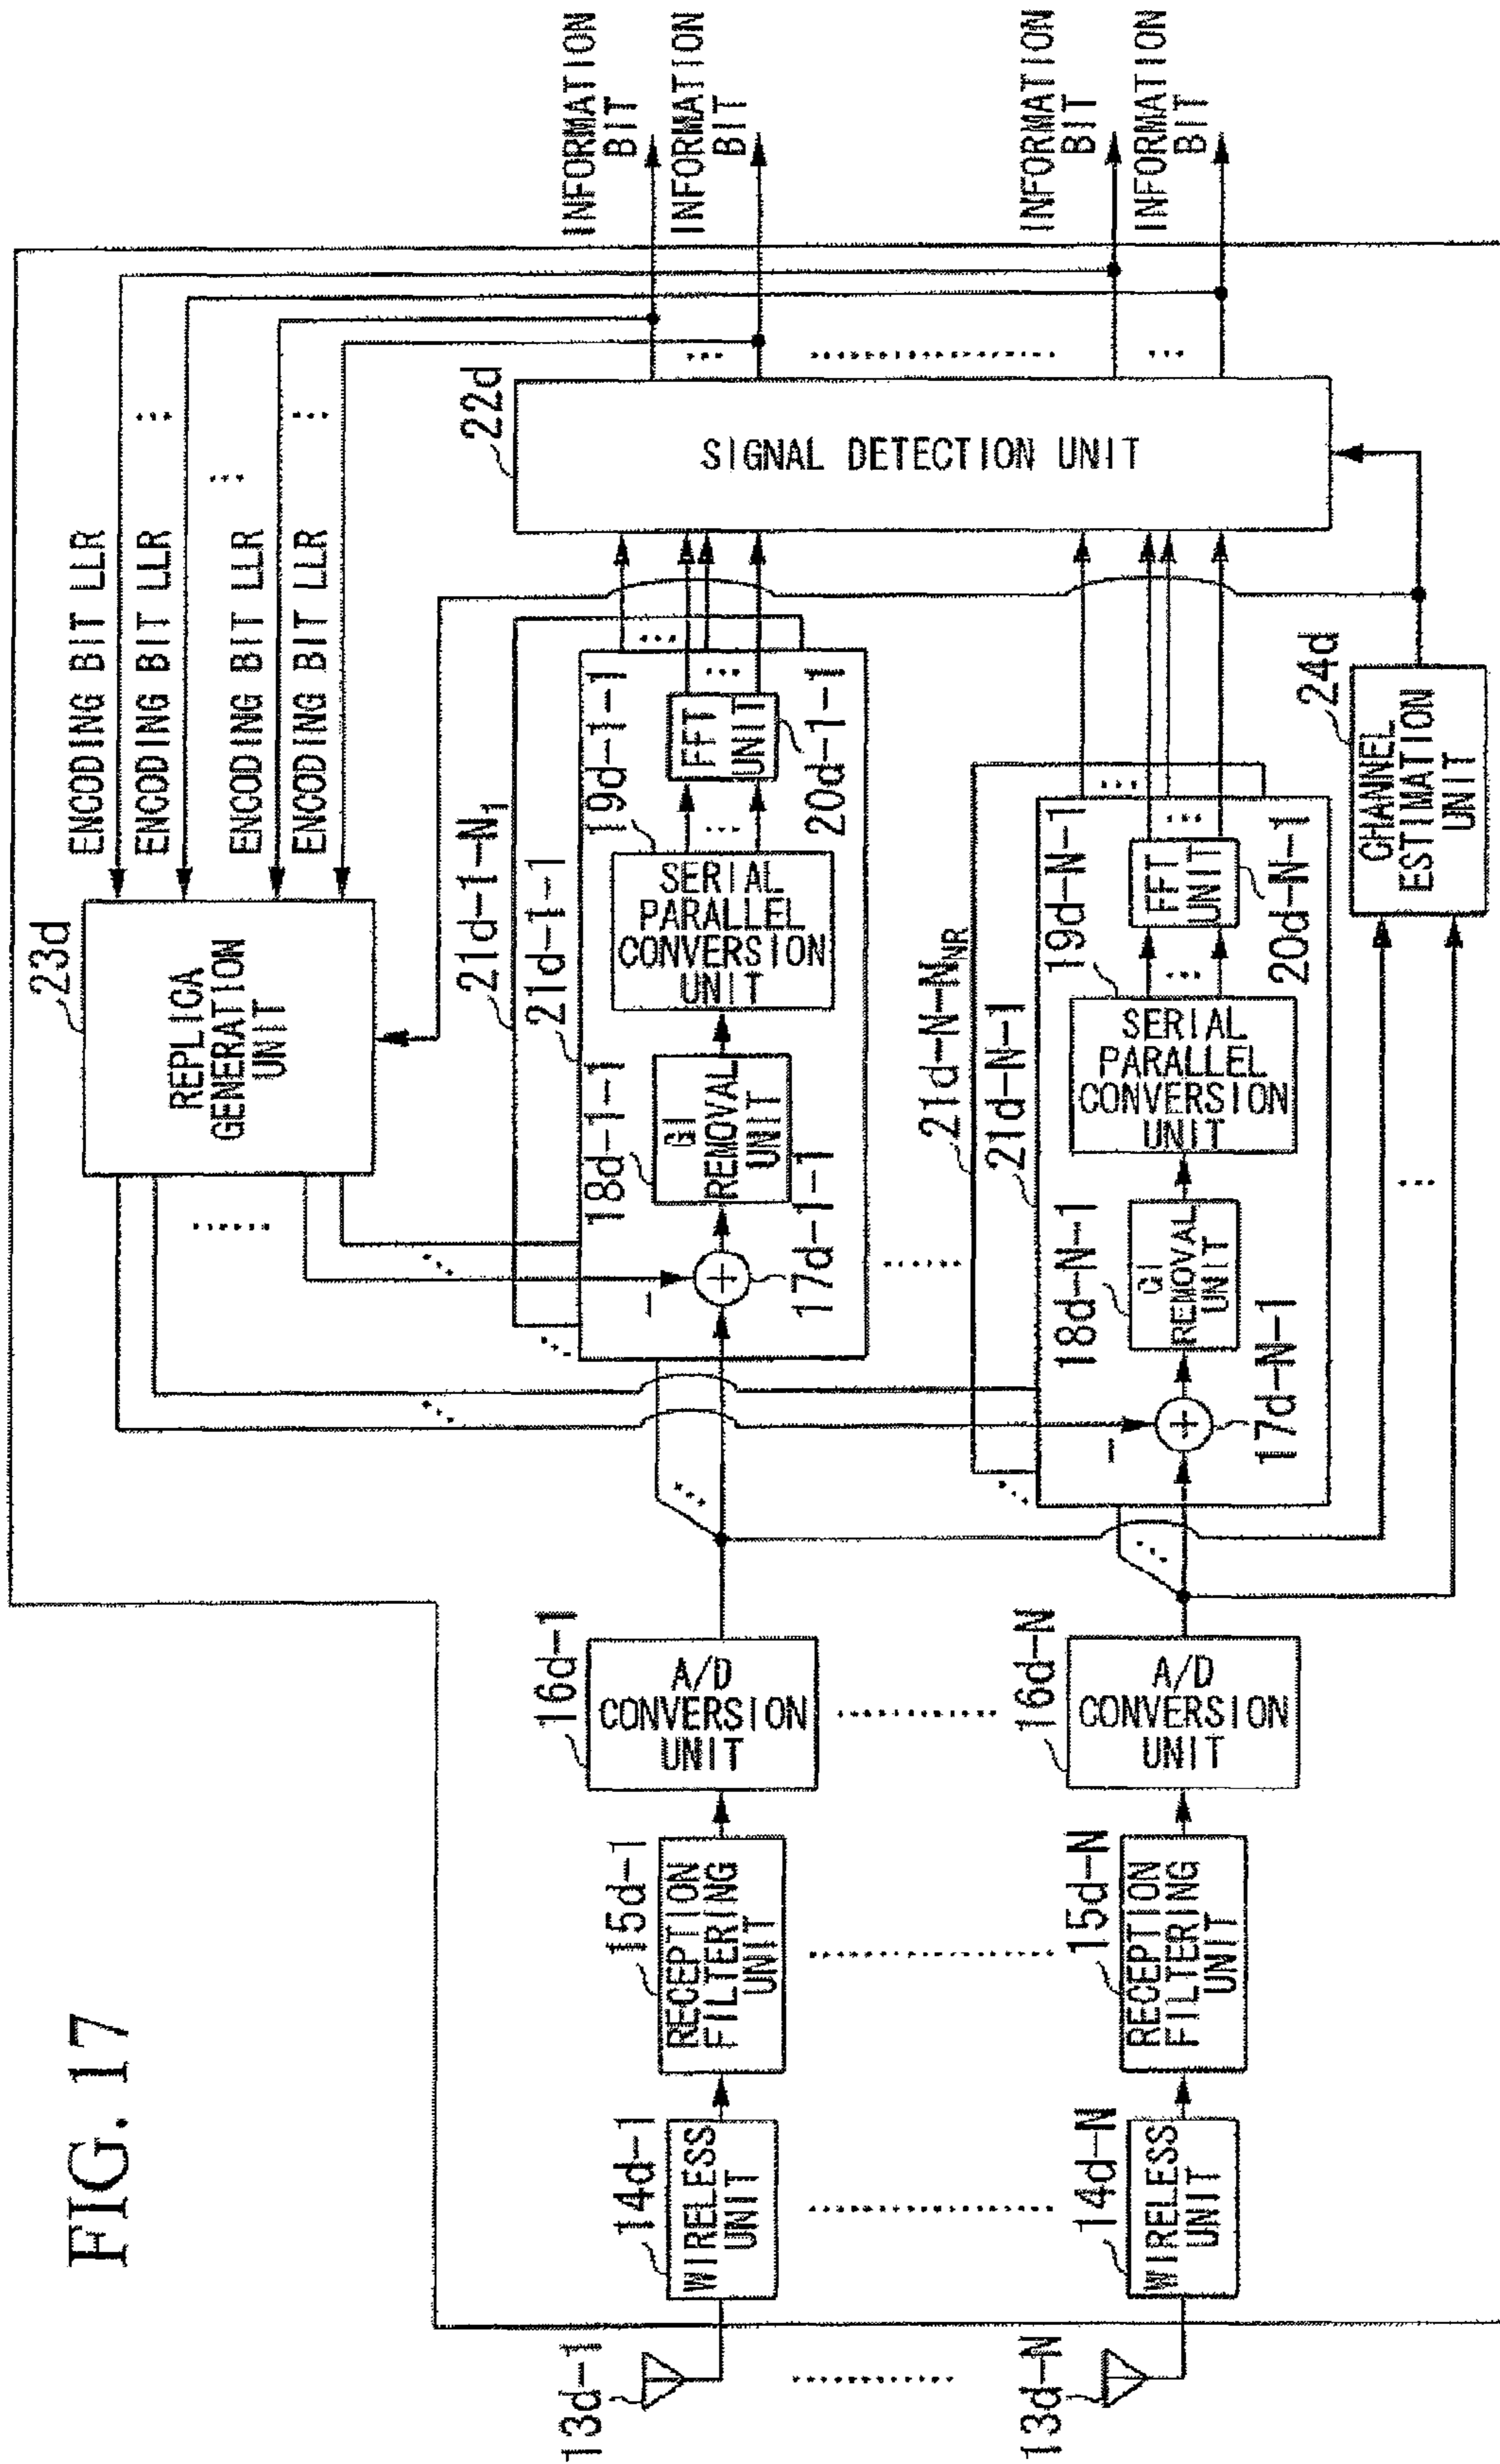 FIG. 17
23d
REPLICA
GENERATION
UNIT
ENCODING BIT LLR
ENCODING BIT LLR
ENCODING BIT LLR
ENCODING BIT LLR
INFORMATION
BIT
INFORMATION
BIT
INFORMATION
BIT
INFORMATION
BIT
22d
SIGNAL DETECTION UNIT
21d-1-N1
21d-1-1
17d-1-1
18d-1-1
GI
REMOVAL
UNIT
19d-1-1
SERIAL
PARALLEL
CONVERSION
UNIT
FFT
UNIT
20d-1-1
13d-1
14d-1
WIRELESS
UNIT
15d-1
RECEPTION
FILTERING
UNIT
16d-1
A/D
CONVERSION
UNIT
21d-N-NNR
21d-N-1
17d-N-1
18d-N-1
GI
REMOVAL
UNIT
19d-N-1
SERIAL
PARALLEL
CONVERSION
UNIT
FFT
UNIT
20d-N-1
13d-N
14d-N
WIRELESS
UNIT
15d-N
RECEPTION
FILTERING
UNIT
16d-N
A/D
CONVERSION
UNIT
24d
CHANNEL
ESTIMATION
UNIT